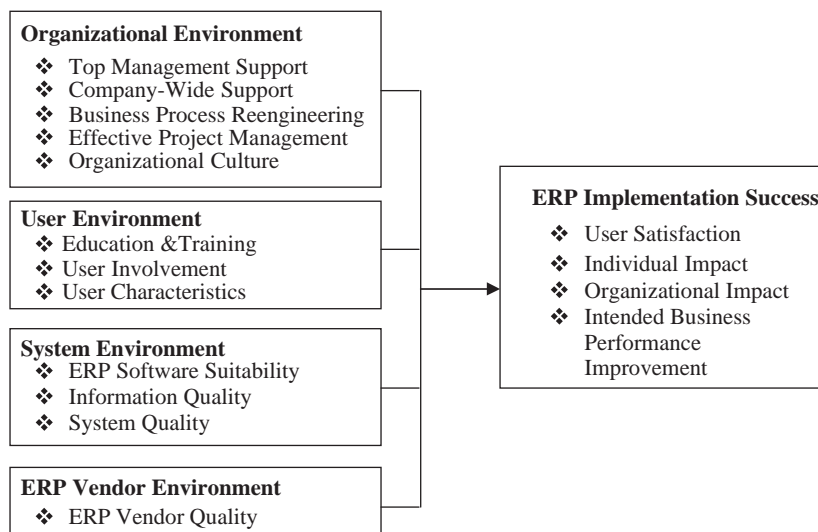 Organizational Environment
❖ Top Management Support
❖ Company-Wide Support
❖ Business Process Reengineering
❖ Effective Project Management
❖ Organizational Culture
User Environment
❖ Education &Training
❖ User Involvement
❖ User Characteristics
System Environment
❖ ERP Software Suitability
❖ Information Quality
❖ System Quality
ERP Vendor Environment
❖ ERP Vendor Quality
ERP Implementation Success
❖ User Satisfaction
❖ Individual Impact
❖ Organizational Impact
❖ Intended Business
Performance
Improvement